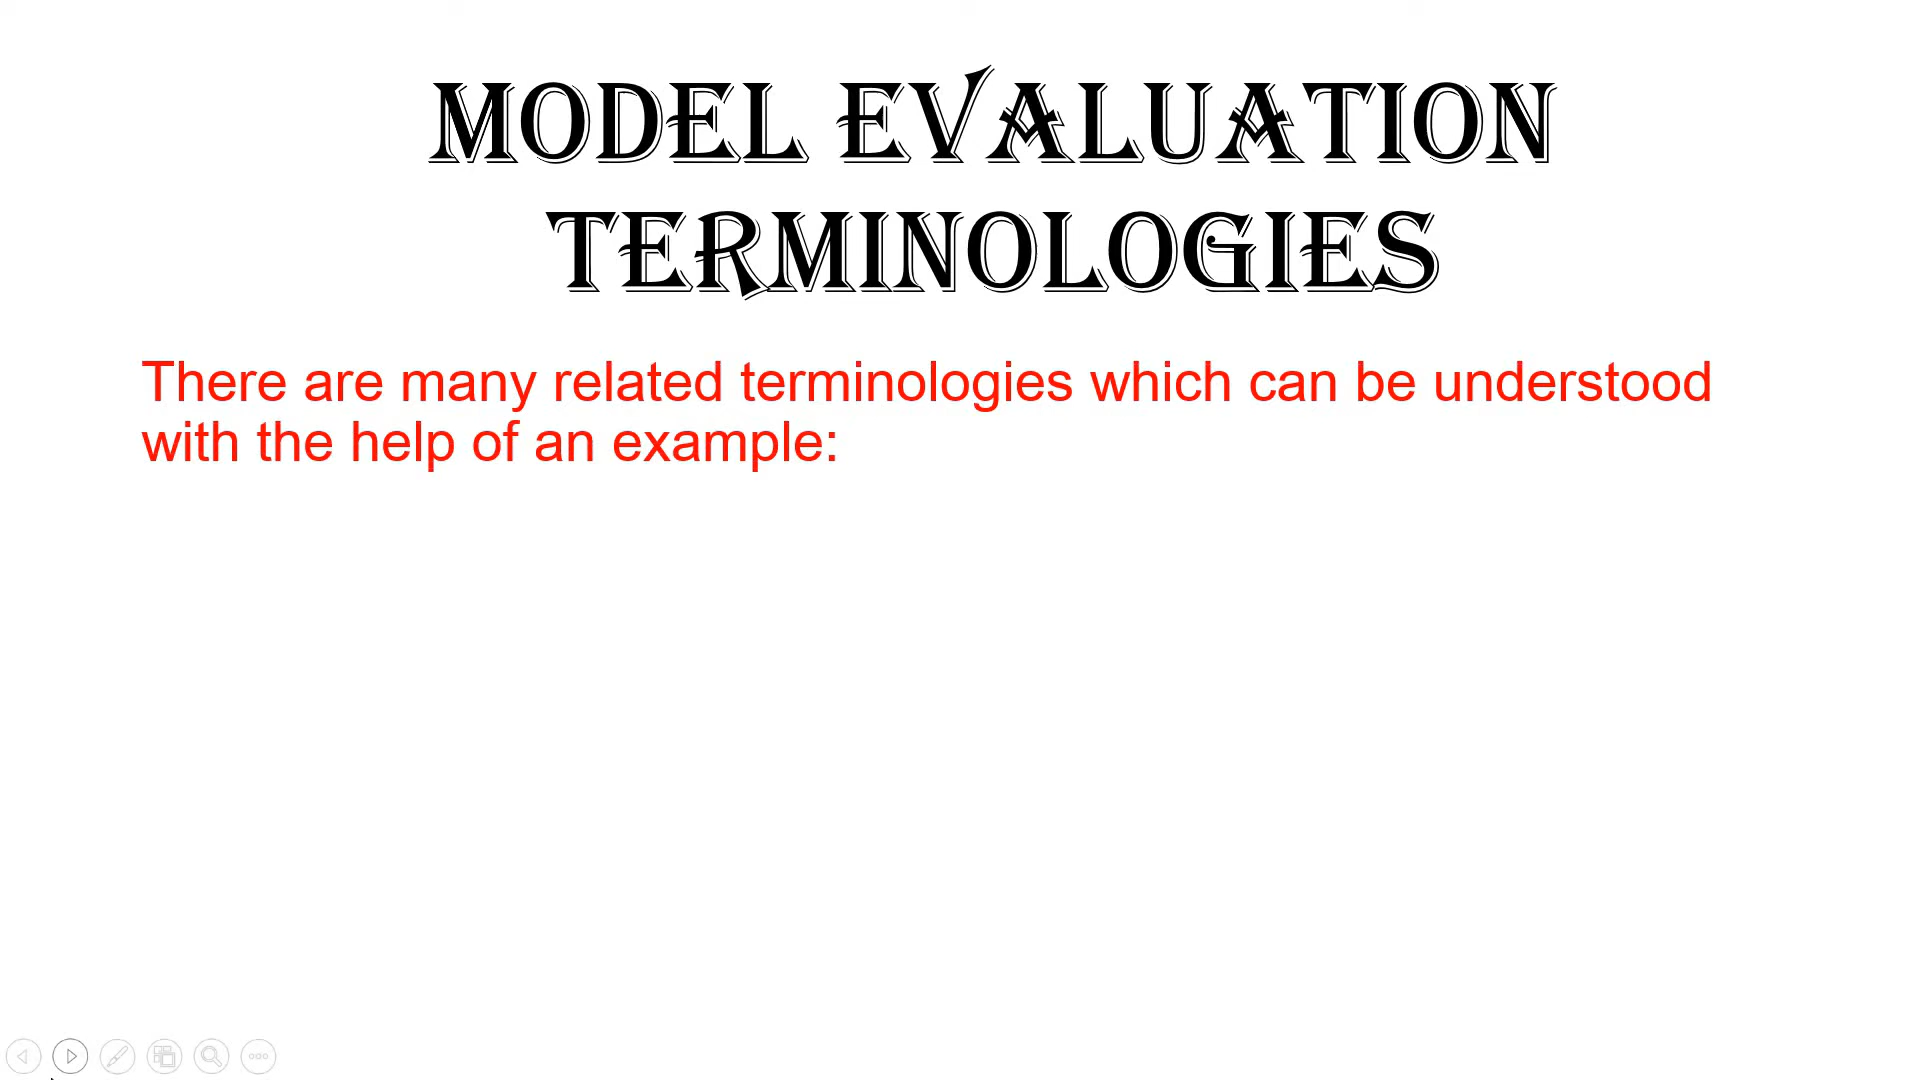 MODEL EVALUATION
TERMINOLOGIES
There are many related terminologies which can be understood
with the help of an example: